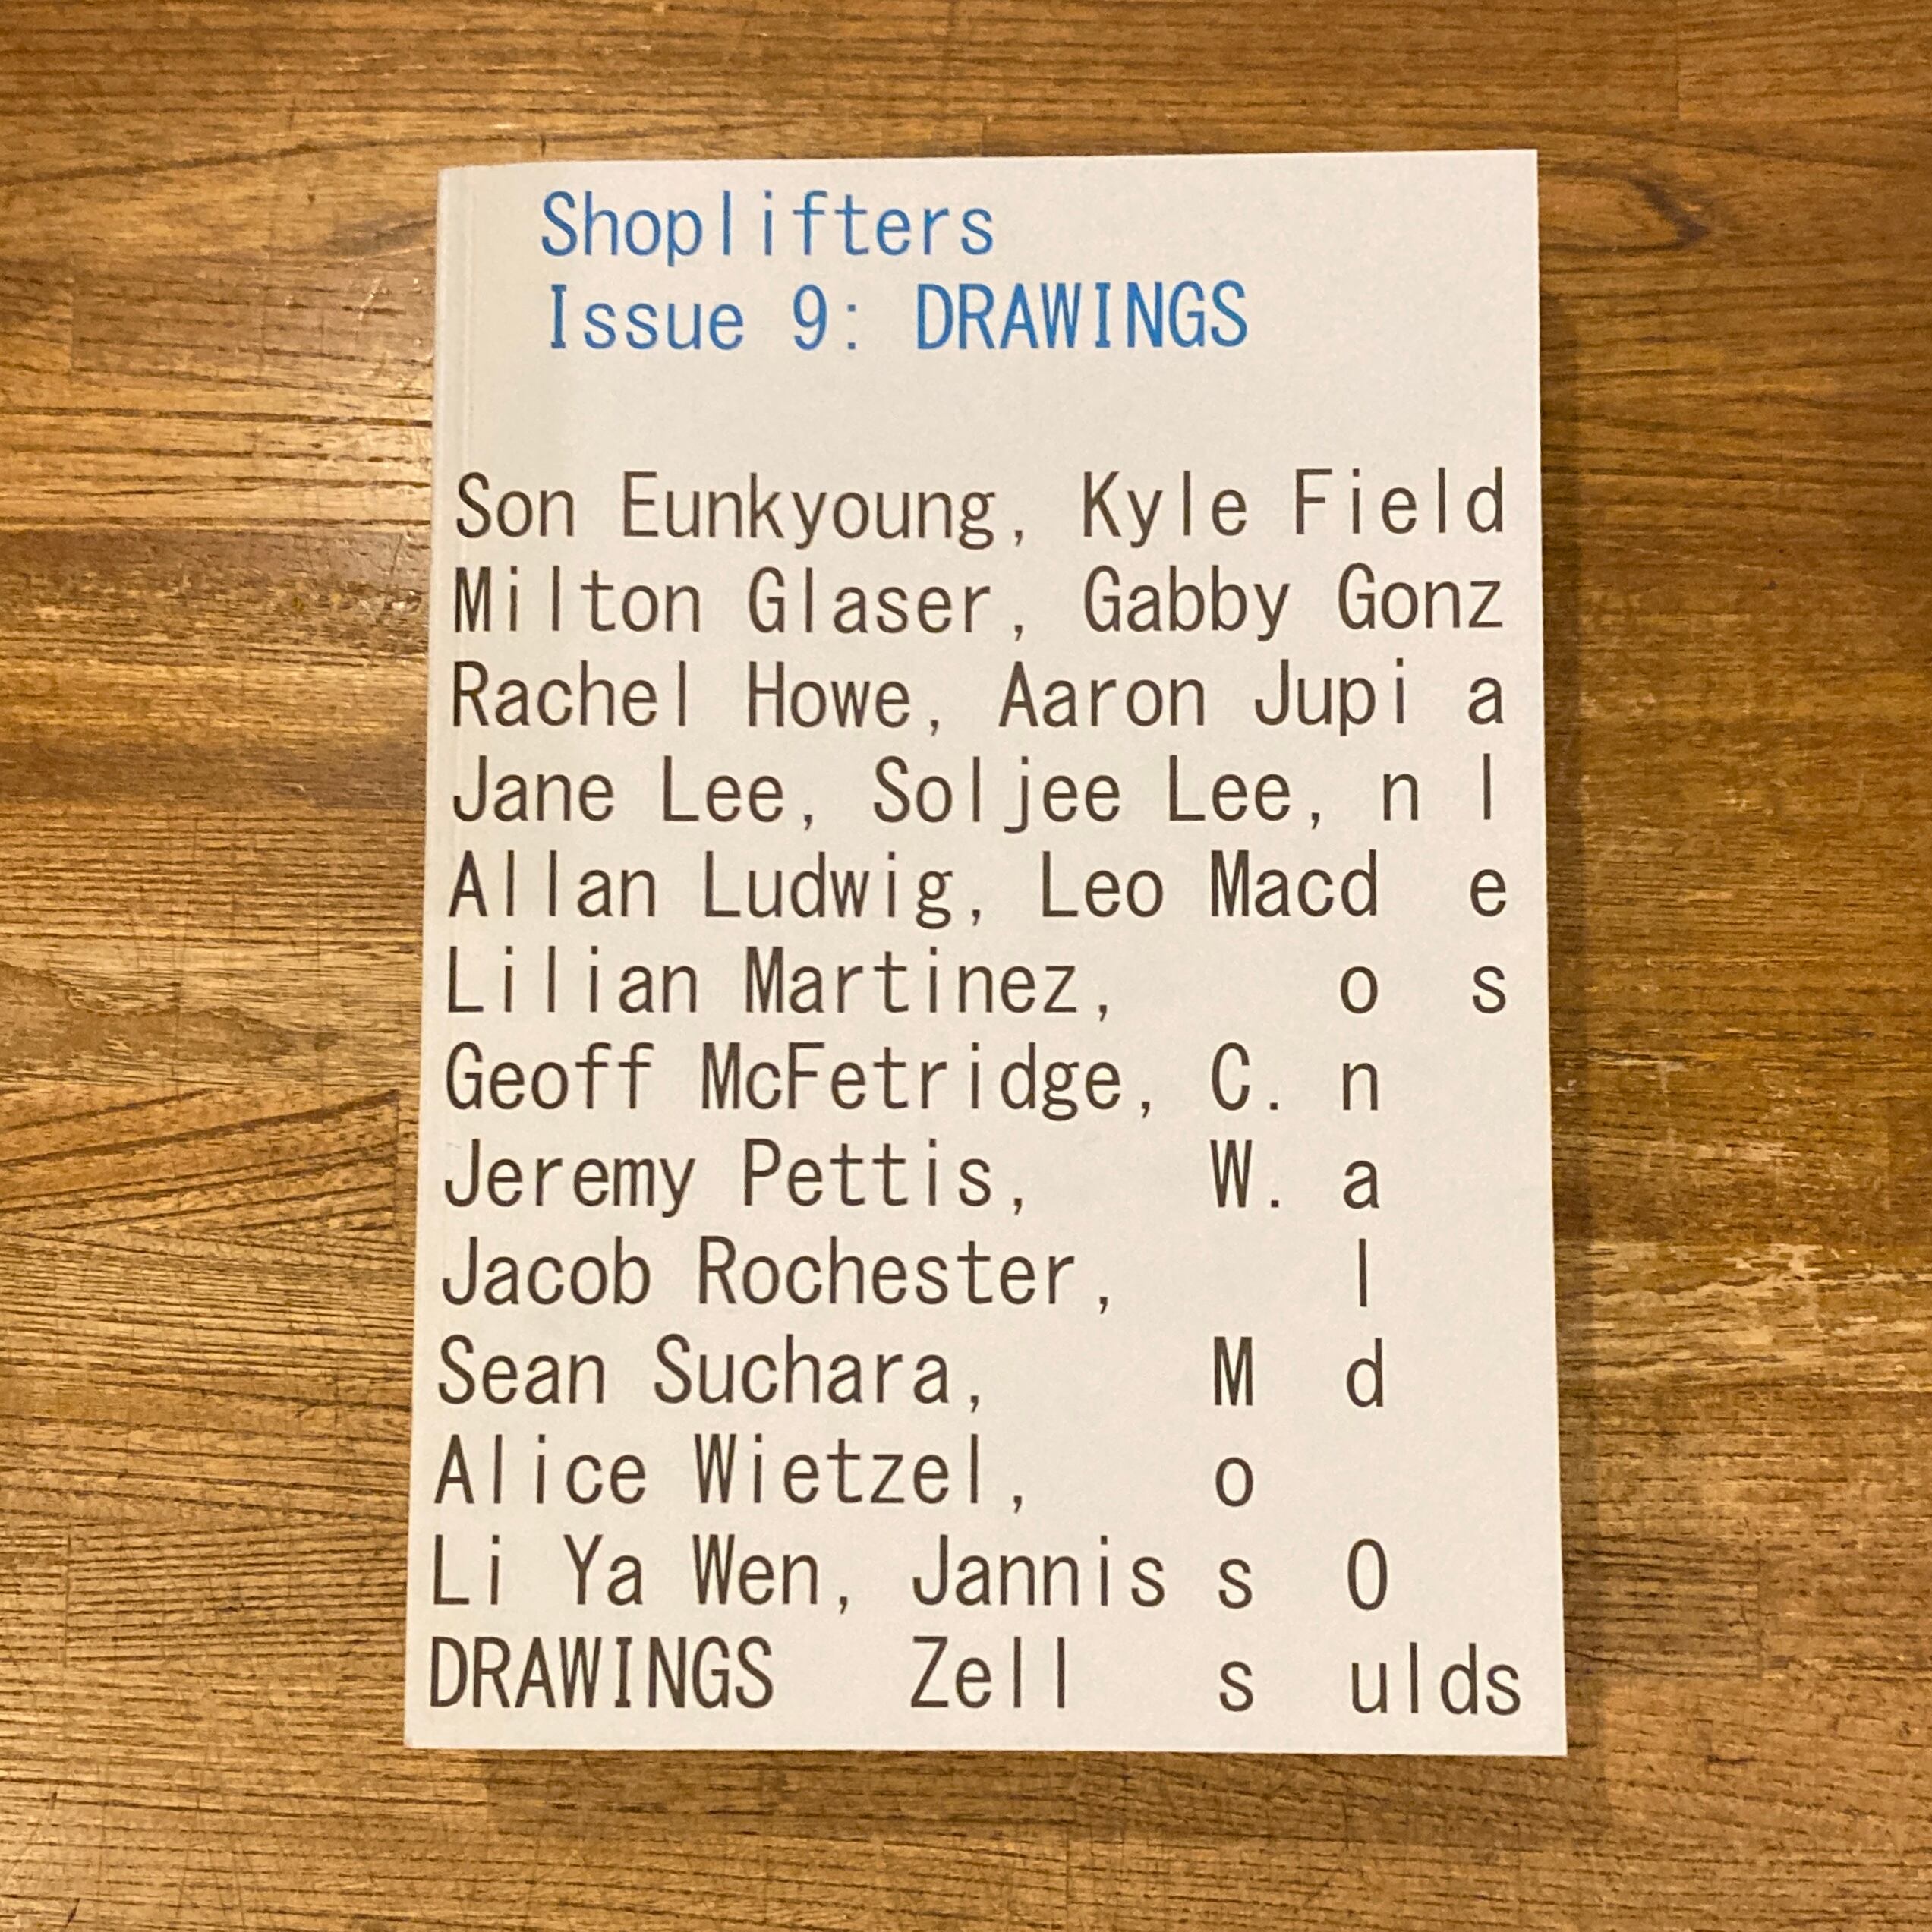 Shoplifters
Issue 9: DRAWINGS
Son Eunkyoung, Kyle Field
Milton Glaser, Gabby Gonz
Rachel Howe, Aaron Jupi a
Jane Lee, Soljee Lee, n l
Allan Ludwig, Leo Macd e
Lilian Martinez, o s
Geoff McFetridge, C. n
Jeremy Pettis, W. a
Jacob Rochester, l
Sean Suchara, M d
Alice Wietzel, o
Li Ya Wen, Jannis s O
DRAWINGS Zell s ulds